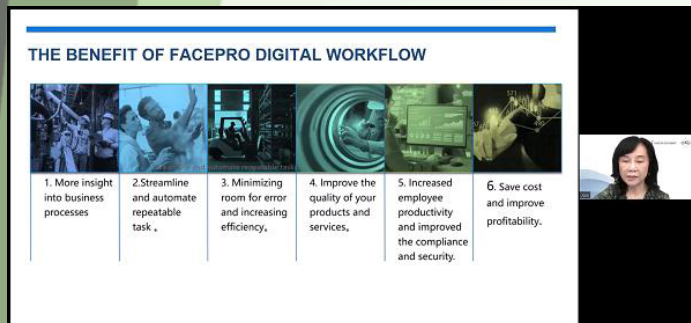 THE BENEFIT OF FACEPRO DIGITAL WORKFLOW
1. More insight
into business
processes
2.Streamline
and automate
repeatable
task 。
3. Minimizing
room for error
and increasing
efficiency。
4. Improve the
quality of your
products and
services。
5. Increased
employee
productivity
and improved
the compliance
and security.
6. Save cost
and improve
profitability.